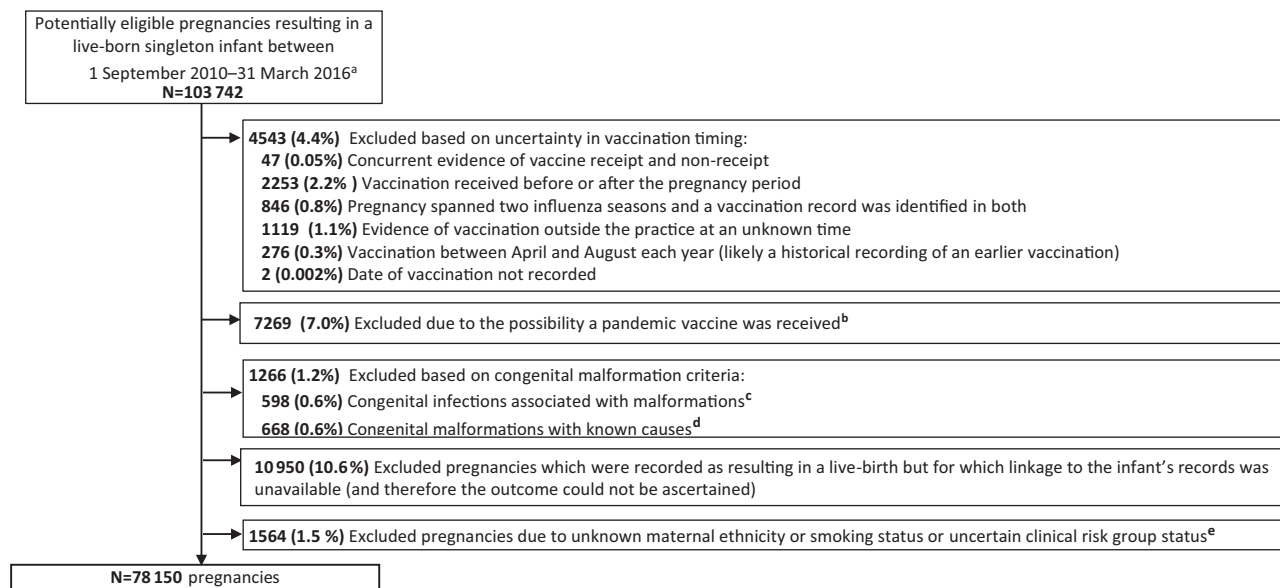 Potentially eligible pregnancies resulting in a
live-born singleton infant between
1 September 2010–31 March 2016ᵃ
N=103 742
4543 (4.4%) Excluded based on uncertainty in vaccination timing:
47 (0.05%) Concurrent evidence of vaccine receipt and non-receipt
2253 (2.2% ) Vaccination received before or after the pregnancy period
846 (0.8%) Pregnancy spanned two influenza seasons and a vaccination record was identified in both
1119 (1.1%) Evidence of vaccination outside the practice at an unknown time
276 (0.3%) Vaccination between April and August each year (likely a historical recording of an earlier vaccination)
2 (0.002%) Date of vaccination not recorded
7269 (7.0%) Excluded due to the possibility a pandemic vaccine was receivedᵇ
1266 (1.2%) Excluded based on congenital malformation criteria:
598 (0.6%) Congenital infections associated with malformationsᶜ
668 (0.6%) Congenital malformations with known causesᵈ
10 950 (10.6%) Excluded pregnancies which were recorded as resulting in a live-birth but for which linkage to the infant's records was
unavailable (and therefore the outcome could not be ascertained)
1564 (1.5 %) Excluded pregnancies due to unknown maternal ethnicity or smoking status or uncertain clinical risk group statusᵉ
N=78 150 pregnancies